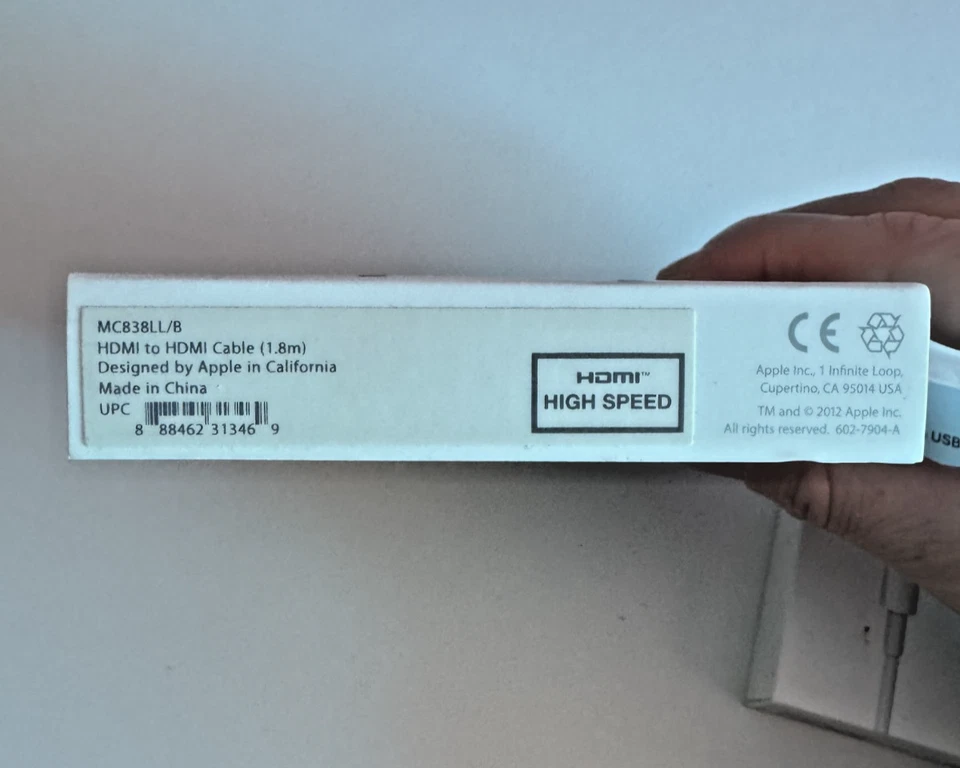 MC838LL/B
HDMI to HDMI Cable (1.8m)
Designed by Apple in California
Made in China
UPC
8 88462 31346 9
HDMI™
HIGH SPEED
CE
Apple Inc., 1 Infinite Loop,
Cupertino, CA 95014 USA
TM and © 2012 Apple Inc.
All rights reserved. 602-7904-A
USB